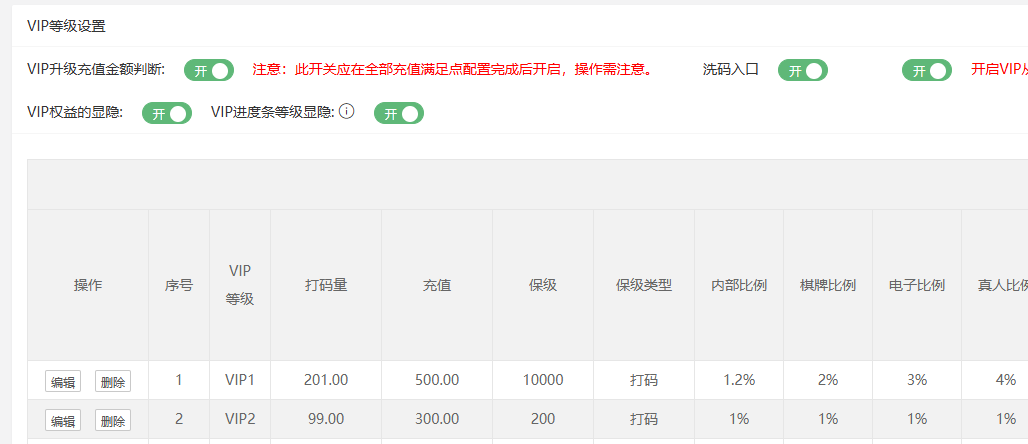 VIP等级设置
VIP升级充值金额判断: 开 注意：此开关应在全部充值满足点配置完成后开启，操作需注意。 洗码入口 开 开 开启VIP
VIP权益的显隐: 开 VIP进度条等级显隐: 开
操作 序号 VIP等级 打码量 充值 保级 保级类型 内部比例 棋牌比例 电子比例 真人比例
编辑 删除 1 VIP1 201.00 500.00 10000 打码 1.2% 2% 3% 4%
编辑 删除 2 VIP2 99.00 300.00 200 打码 1% 1% 1% 1%